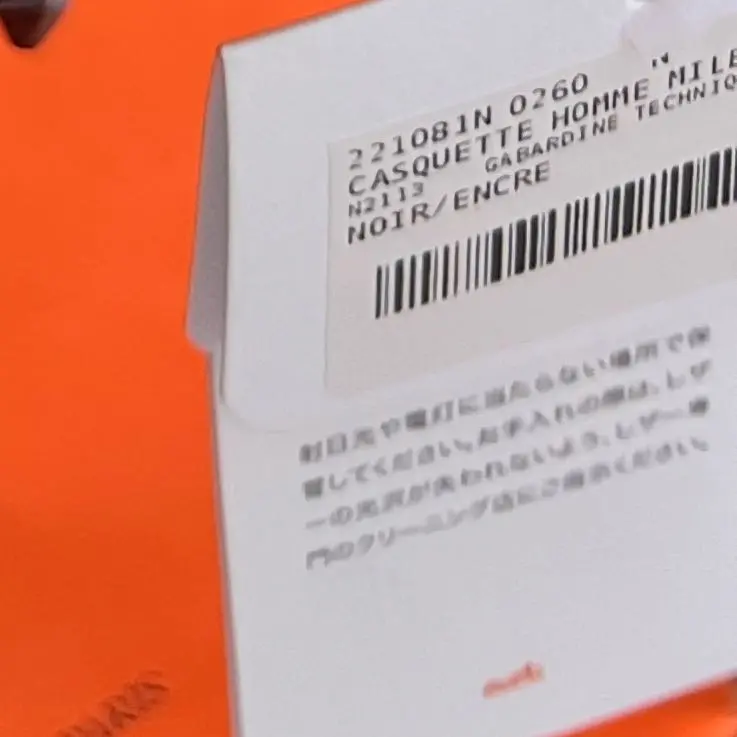 221081N 0260
CASQUETTE HOMME "MILE
N2113 GABARDINE TECHNIQ
NOIR/ENCRE
射日光や電灯に当たらない場所で保
管してください。お手入れの際は、レザ
ーの光沢が失われないよう、レザー専
門のクリーニング店にご指示ください。